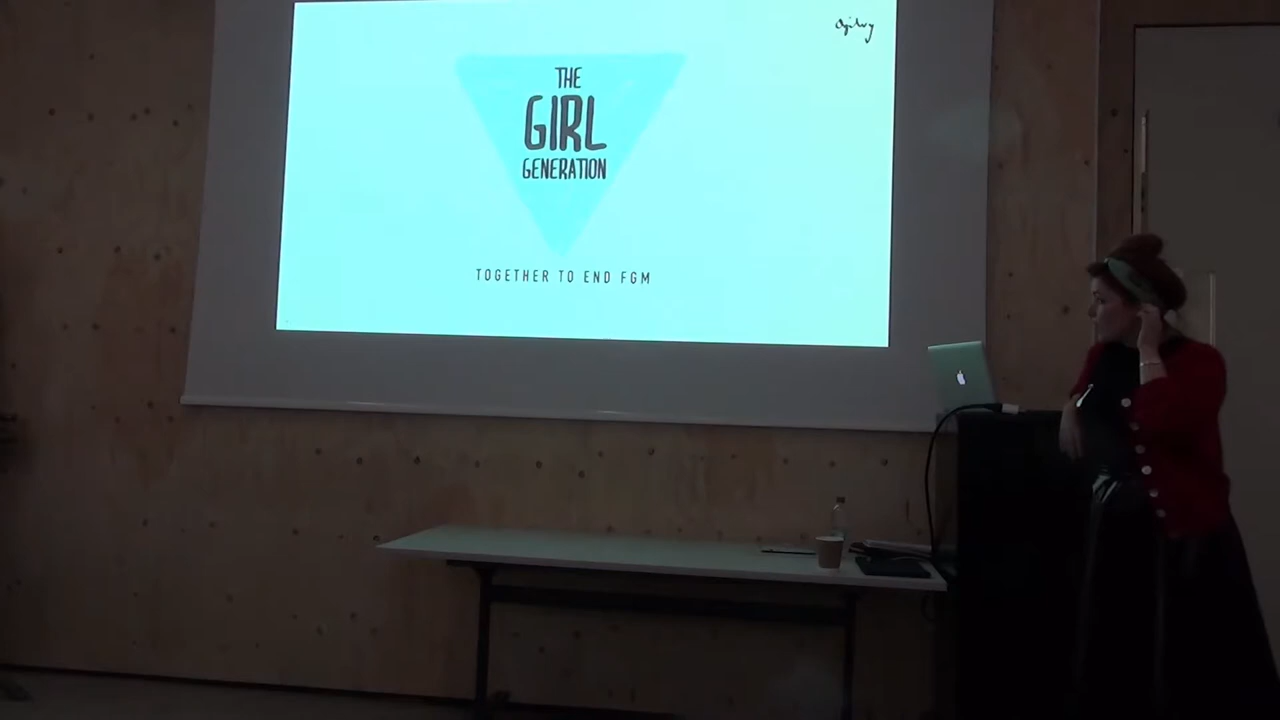 Ogilvy
THE
GIRL
GENERATION
TOGETHER TO END FGM